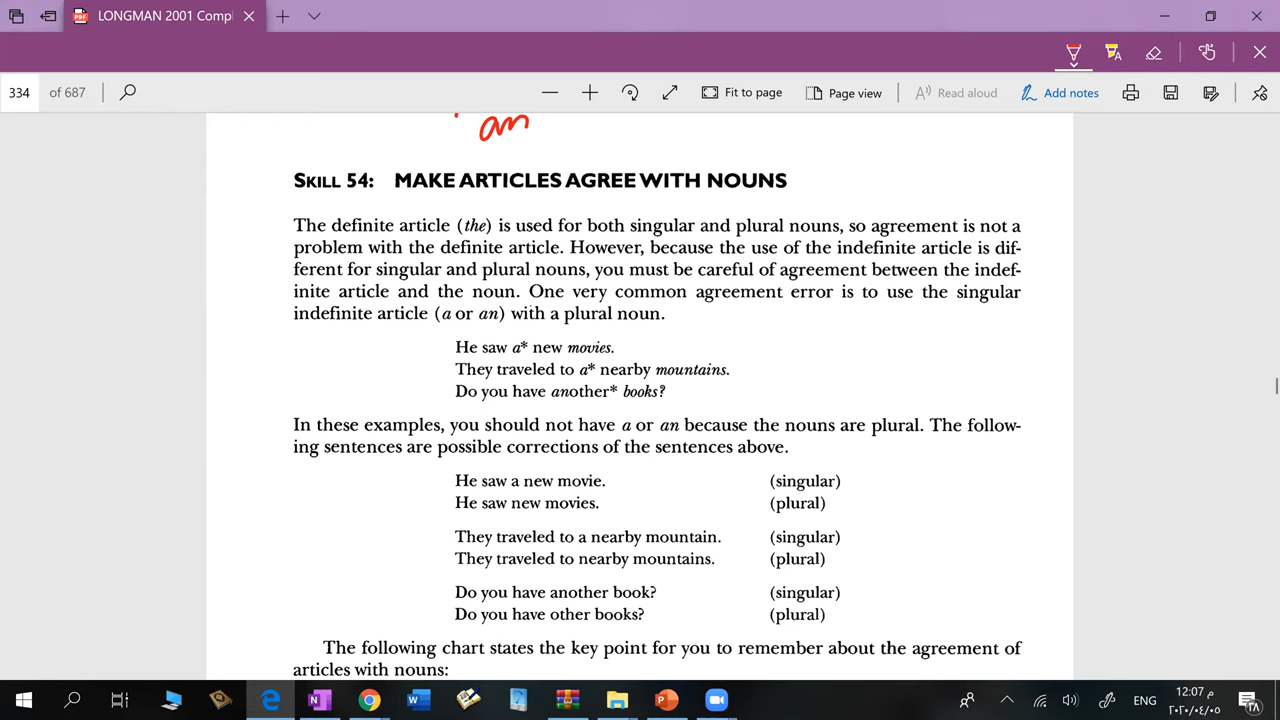 LONGMAN 2001 Compl
334 of 687
Fit to page
Page view
Read aloud
Add notes
an
SKILL 54: MAKE ARTICLES AGREE WITH NOUNS
The definite article (the) is used for both singular and plural nouns, so agreement is not a
problem with the definite article. However, because the use of the indefinite article is dif-
ferent for singular and plural nouns, you must be careful of agreement between the indef-
inite article and the noun. One very common agreement error is to use the singular
indefinite article (a or an) with a plural noun.
He saw a* new movies.
They traveled to a* nearby mountains.
Do you have another* books?
In these examples, you should not have a or an because the nouns are plural. The follow-
ing sentences are possible corrections of the sentences above.
He saw a new movie. (singular)
He saw new movies. (plural)
They traveled to a nearby mountain. (singular)
They traveled to nearby mountains. (plural)
Do you have another book? (singular)
Do you have other books? (plural)
The following chart states the key point for you to remember about the agreement of
articles with nouns:
ENG
12:07 م
٢٠٢٠/٠٤/٠٥